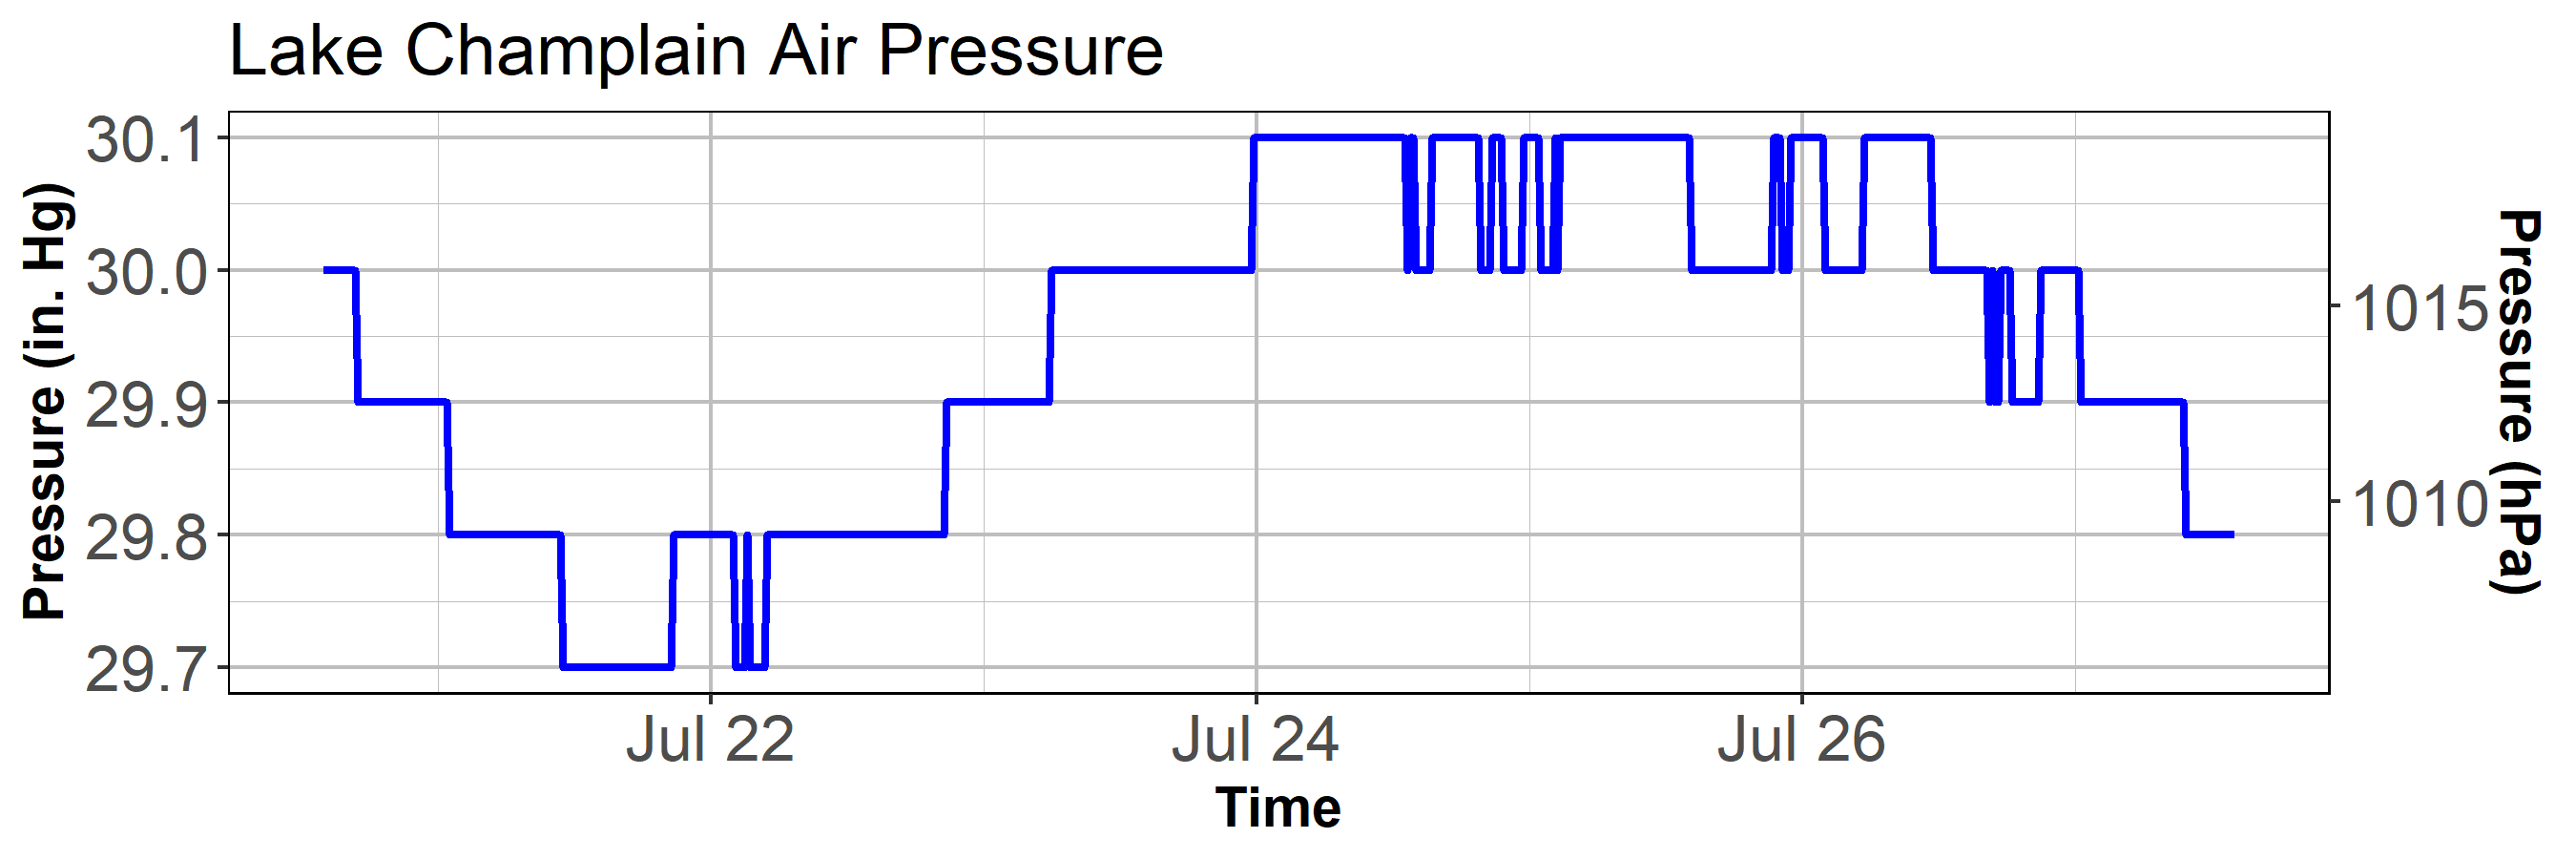 Lake Champlain Air Pressure
30.1
30.0
29.9
29.8
29.7
Pressure (in. Hg)
1015
1010
Pressure (hPa)
Jul 22 Jul 24 Jul 26
Time